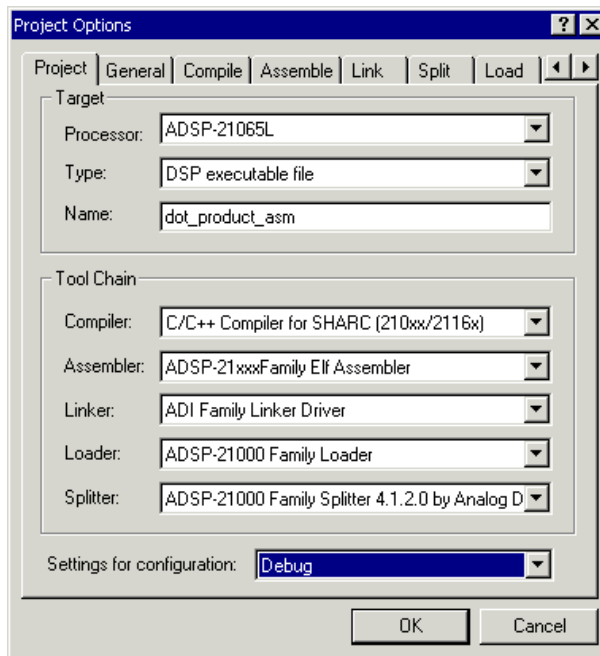 Project Options
Project General Compile Assemble Link Split Load
Target
Processor: ADSP-21065L
Type: DSP executable file
Name: dot_product_asm
Tool Chain
Compiler: C/C++ Compiler for SHARC (210xx/2116x)
Assembler: ADSP-21xxxFamily Elf Assembler
Linker: ADI Family Linker Driver
Loader: ADSP-21000 Family Loader
Splitter: ADSP-21000 Family Splitter 4.1.2.0 by Analog D
Settings for configuration: Debug
OK Cancel